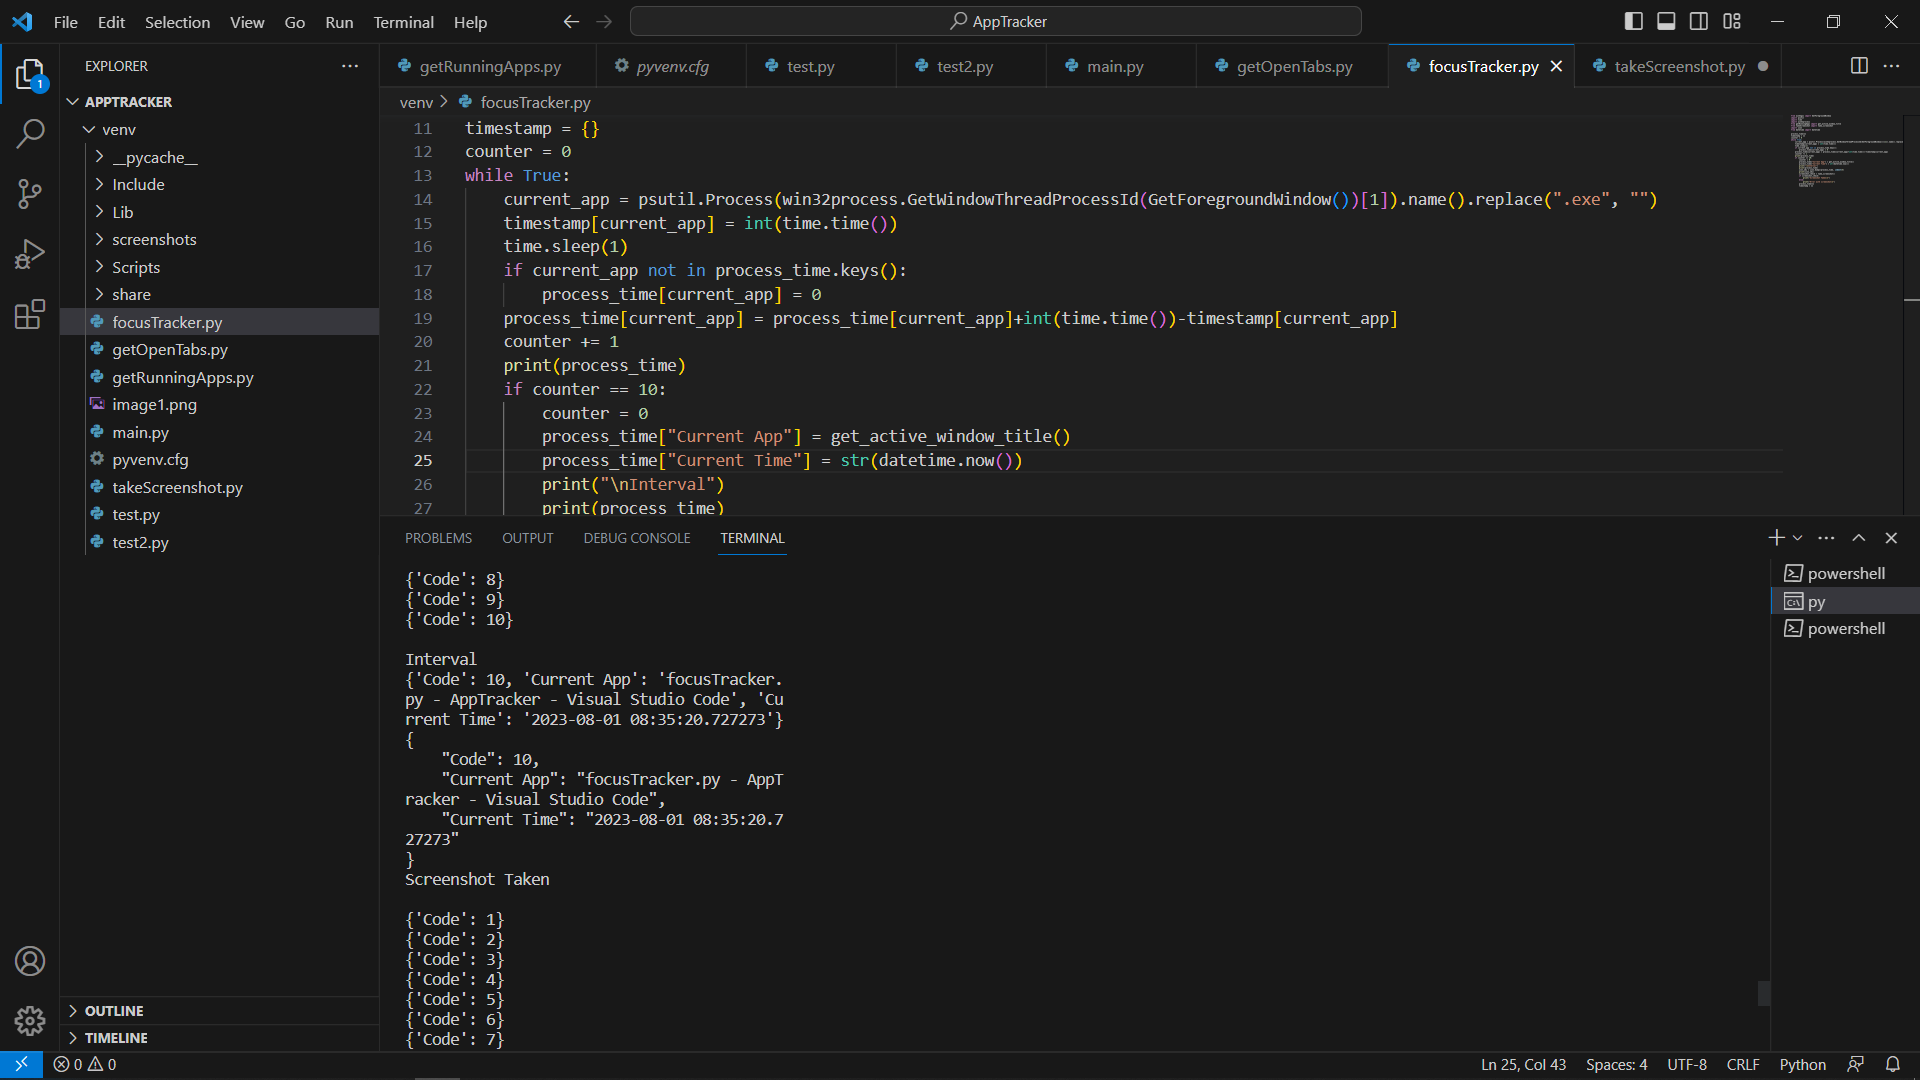 File Edit Selection View Go Run Terminal Help
AppTracker
EXPLORER
APPTRACKER
venv
__pycache__
Include
Lib
screenshots
Scripts
share
focusTracker.py
getOpenTabs.py
getRunningApps.py
image1.png
main.py
pyvenv.cfg
takeScreenshot.py
test.py
test2.py
OUTLINE
TIMELINE
1
getRunningApps.py pyvenv.cfg test.py test2.py main.py getOpenTabs.py focusTracker.py takeScreenshot.py
venv > focusTracker.py
11 timestamp = {}
12 counter = 0
13 while True:
14 current_app = psutil.Process(win32process.GetWindowThreadProcessId(GetForegroundWindow())[1]).name().replace(".exe", "")
15 timestamp[current_app] = int(time.time())
16 time.sleep(1)
17 if current_app not in process_time.keys():
18 process_time[current_app] = 0
19 process_time[current_app] = process_time[current_app]+int(time.time())-timestamp[current_app]
20 counter += 1
21 print(process_time)
22 if counter == 10:
23 counter = 0
24 process_time["Current App"] = get_active_window_title()
25 process_time["Current Time"] = str(datetime.now())
26 print("\nInterval")
27 print(process_time)
PROBLEMS OUTPUT DEBUG CONSOLE TERMINAL
{'Code': 8}
{'Code': 9}
{'Code': 10}
Interval
{'Code': 10, 'Current App': 'focusTracker.
py - AppTracker - Visual Studio Code', 'Cu
rrent Time': '2023-08-01 08:35:20.727273'}
{
"Code": 10,
"Current App": "focusTracker.py - AppT
racker - Visual Studio Code",
"Current Time": "2023-08-01 08:35:20.7
27273"
}
Screenshot Taken
{'Code': 1}
{'Code': 2}
{'Code': 3}
{'Code': 4}
{'Code': 5}
{'Code': 6}
{'Code': 7}
powershell
py
powershell
0 0
Ln 25, Col 43 Spaces: 4 UTF-8 CRLF Python